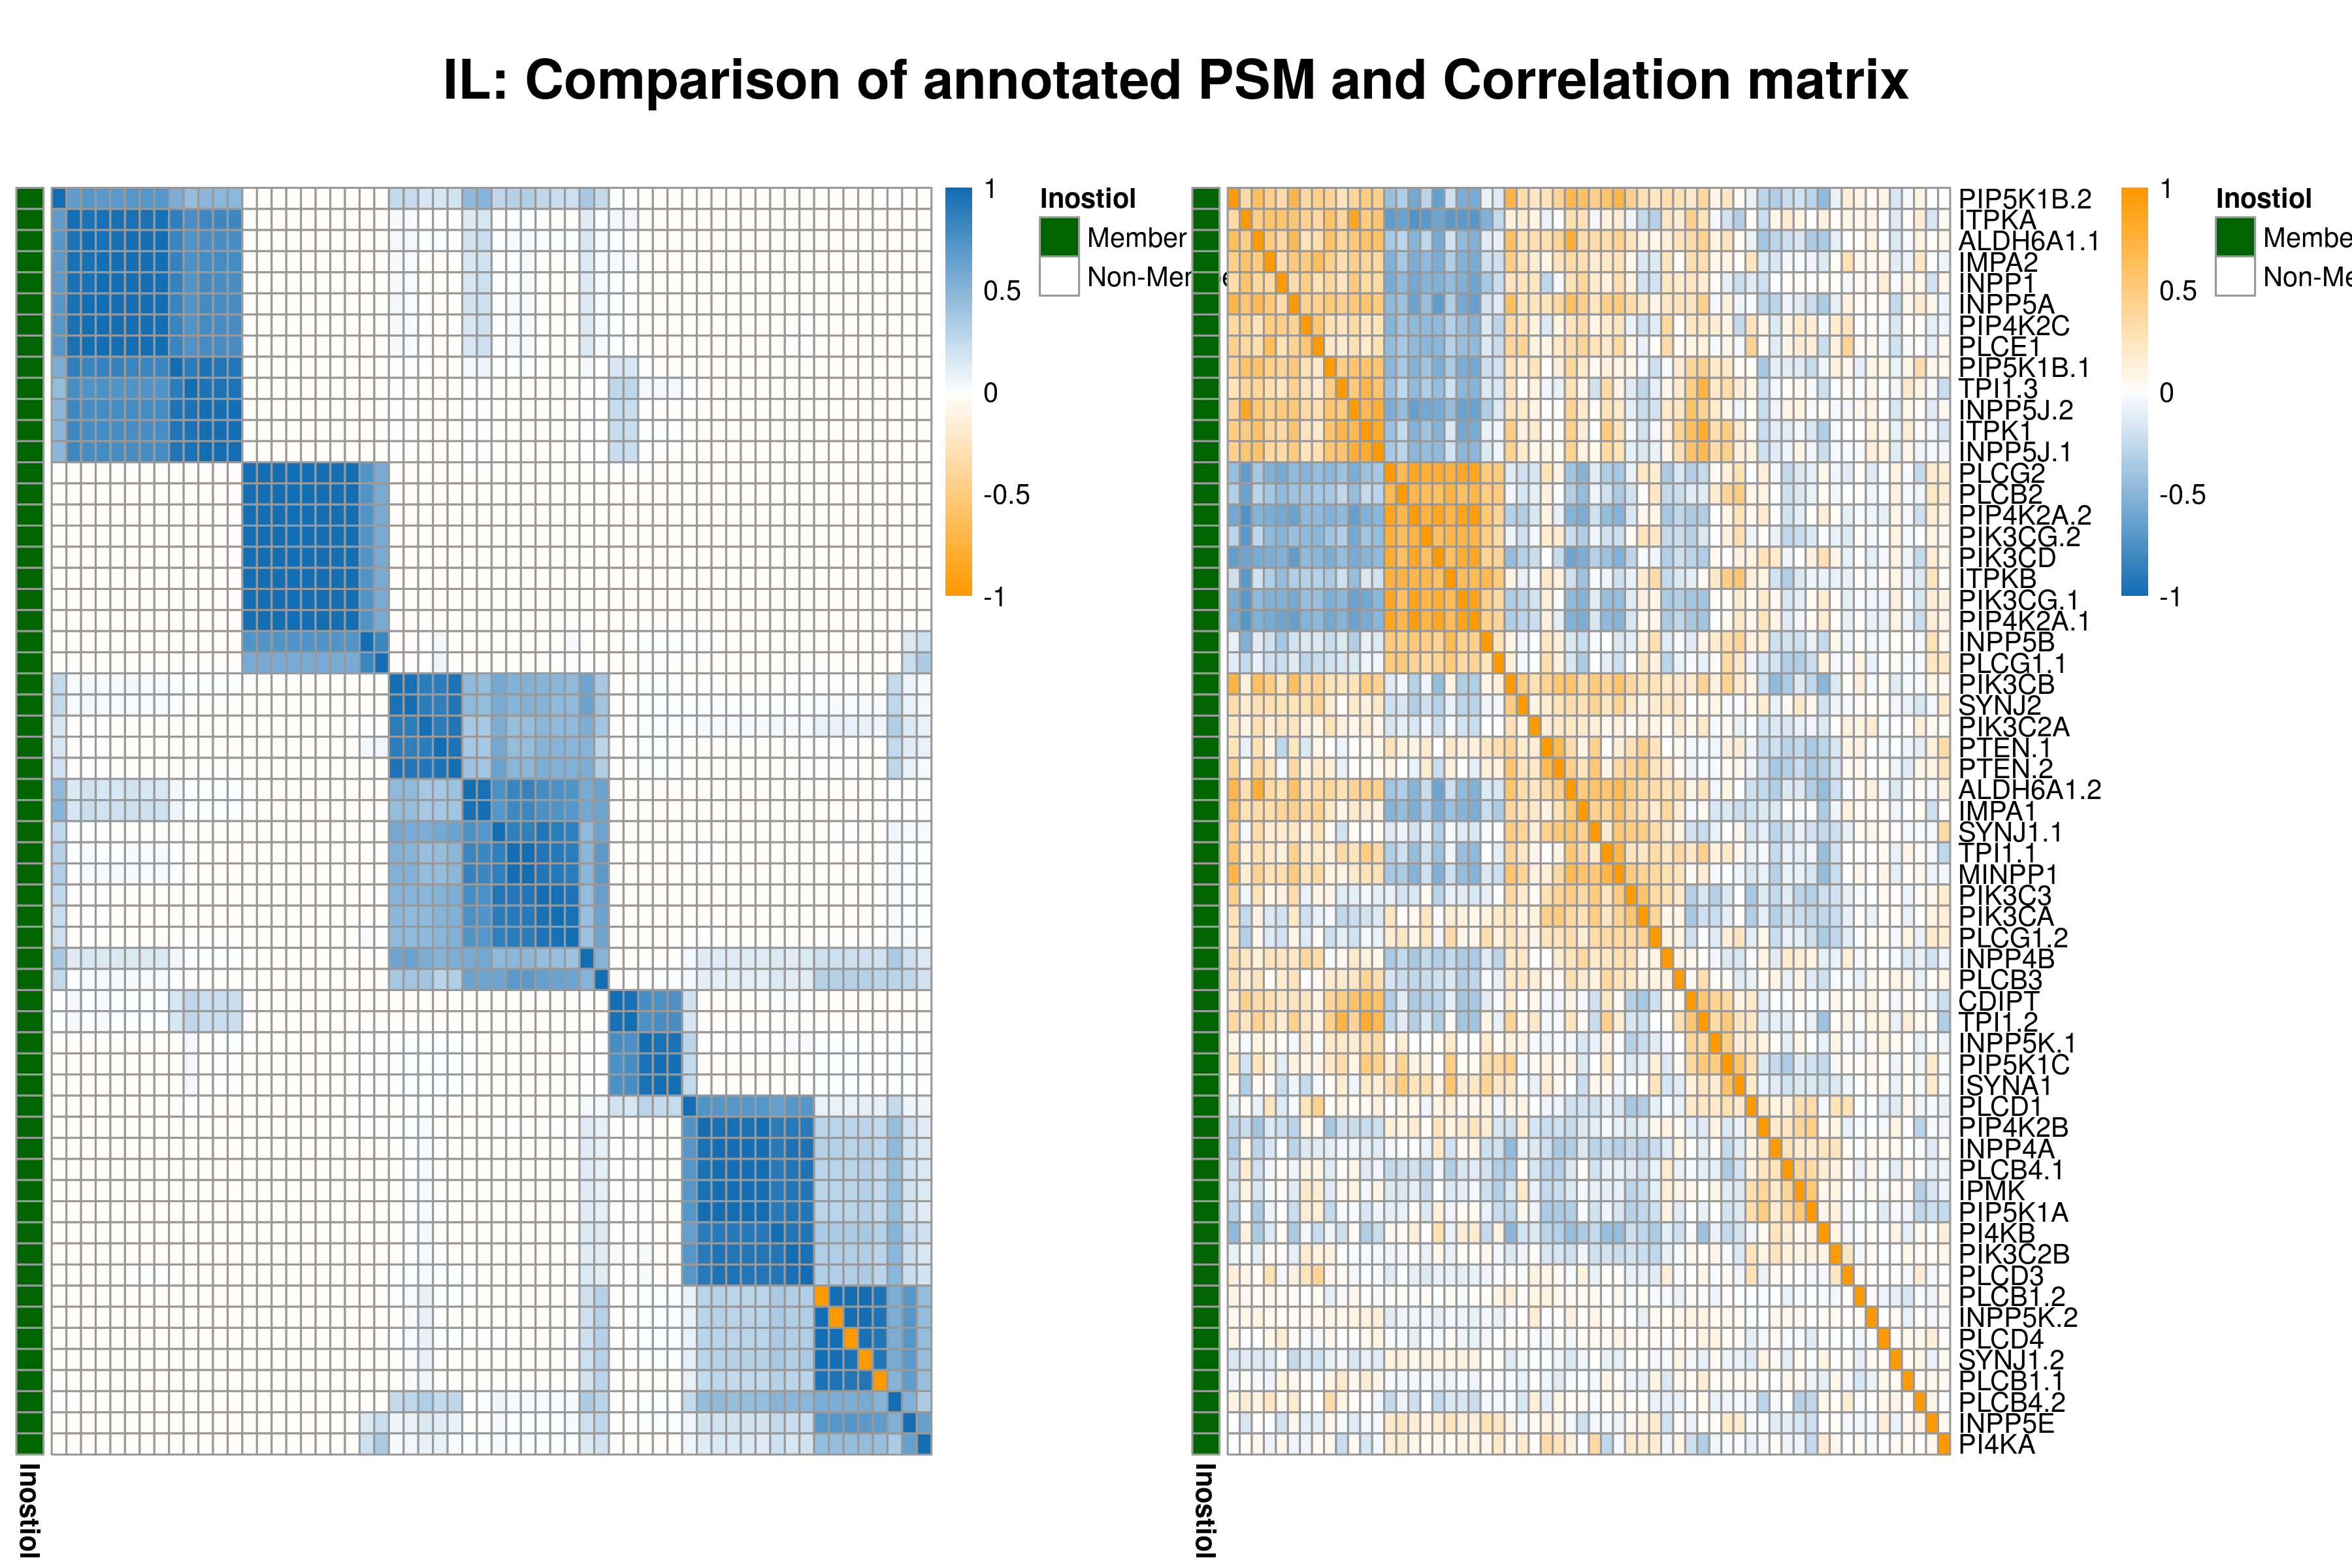 IL: Comparison of annotated PSM and Correlation matrix
1
0.5
0
-0.5
-1
Inostiol
Member
Inostiol
PIP5K1B.2
ITPKA
ALDH6A1.1
IMPA2
INPP1
INPP5A
PIP4K2C
PLCE1
PIP5K1B.1
TPI1.3
INPP5J.2
ITPK1
INPP5J.1
PLCG2
PLCB2
PIP4K2A.2
PIK3CG.2
PIK3CD
ITPKB
PIK3CG.1
PIP4K2A.1
INPP5B
PLCG1.1
PIK3CB
SYNJ2
PIK3C2A
PTEN.1
PTEN.2
ALDH6A1.2
IMPA1
SYNJ1.1
TPI1.1
MINPP1
PIK3C3
PIK3CA
PLCG1.2
INPP4B
PLCB3
CDIPT
TPI1.2
INPP5K.1
PIP5K1C
ISYNA1
PLCD1
PIP4K2B
INPP4A
PLCB4.1
IPMK
PIP5K1A
PI4KB
PIK3C2B
PLCD3
PLCB1.2
INPP5K.2
PLCD4
SYNJ1.2
PLCB1.1
PLCB4.2
INPP5E
PI4KA
1
0.5
0
-0.5
-1
Inostiol
Membe
Non-Me
Inostiol